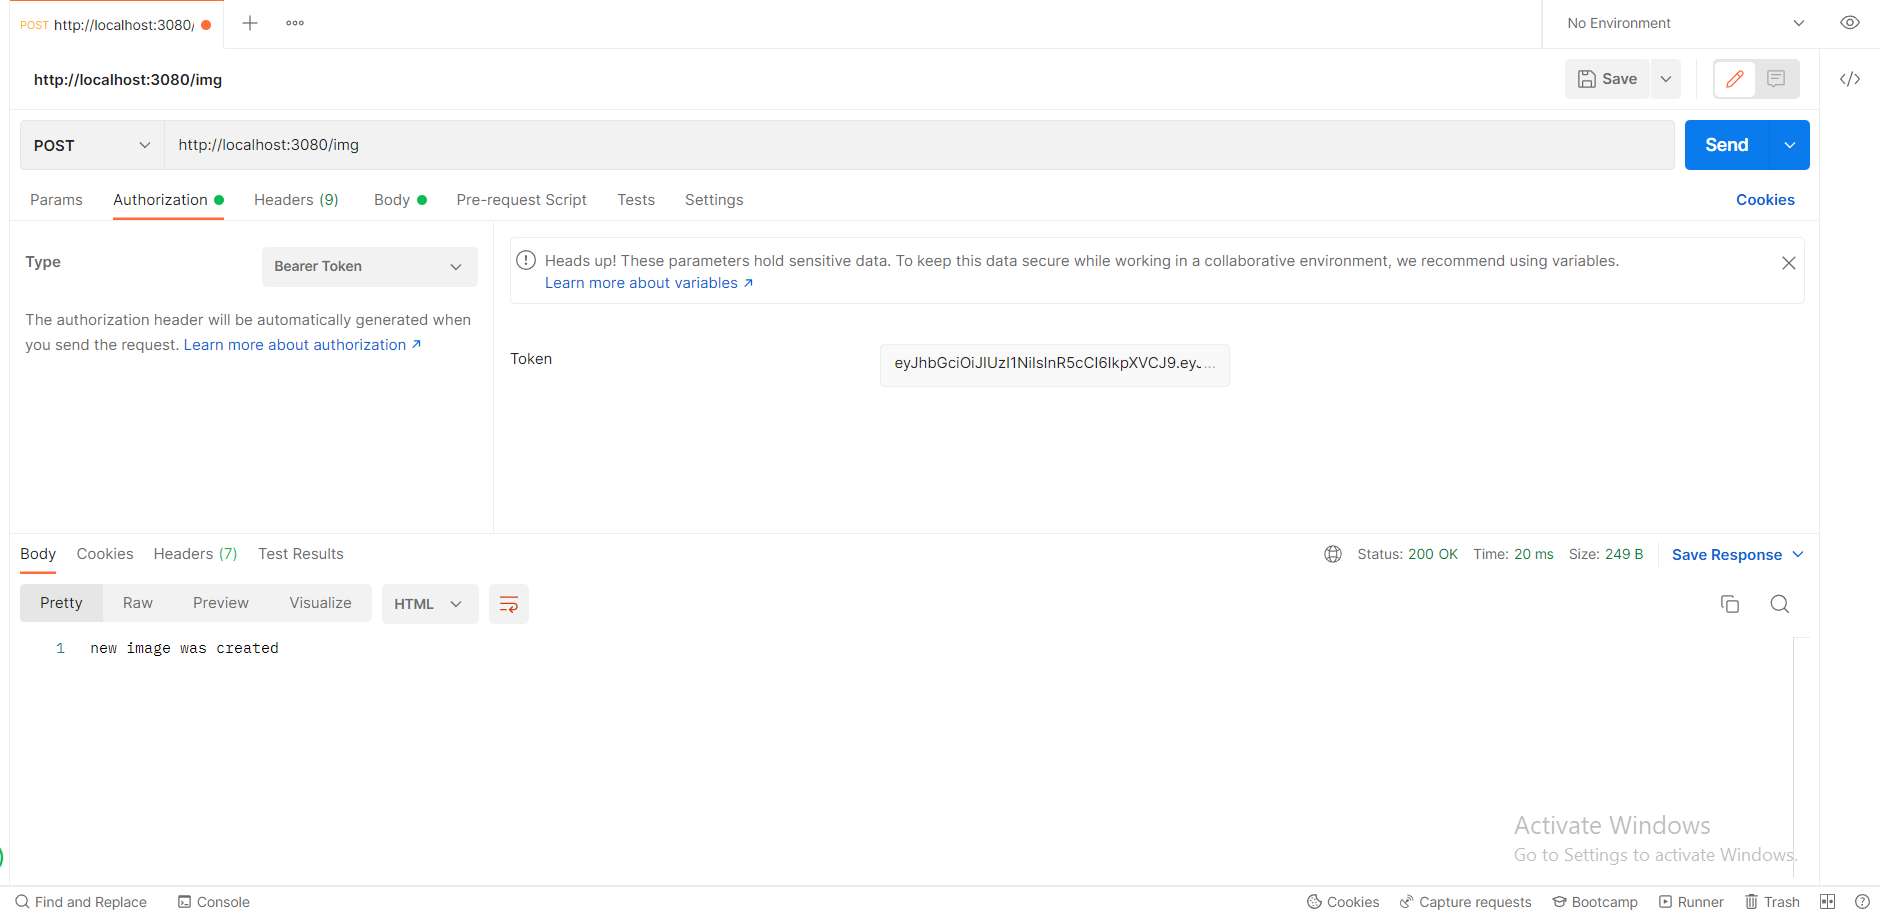 POST http://localhost:3080/
No Environment
http://localhost:3080/img
Save
POST http://localhost:3080/img
Send
Params Authorization Headers (9) Body Pre-request Script Tests Settings Cookies
Type
Bearer Token
The authorization header will be automatically generated when
you send the request. Learn more about authorization ↗
Heads up! These parameters hold sensitive data. To keep this data secure while working in a collaborative environment, we recommend using variables.
Learn more about variables ↗
Token
eyJhbGciOiJIUzI1NiIsInR5cCI6IkpXVCJ9.eyJ...
Body Cookies Headers (7) Test Results
Status: 200 OK Time: 20 ms Size: 249 B Save Response
Pretty Raw Preview Visualize HTML
1 new image was created
Activate Windows
Go to Settings to activate Windows.
Find and Replace Console
Cookies Capture requests Bootcamp Runner Trash